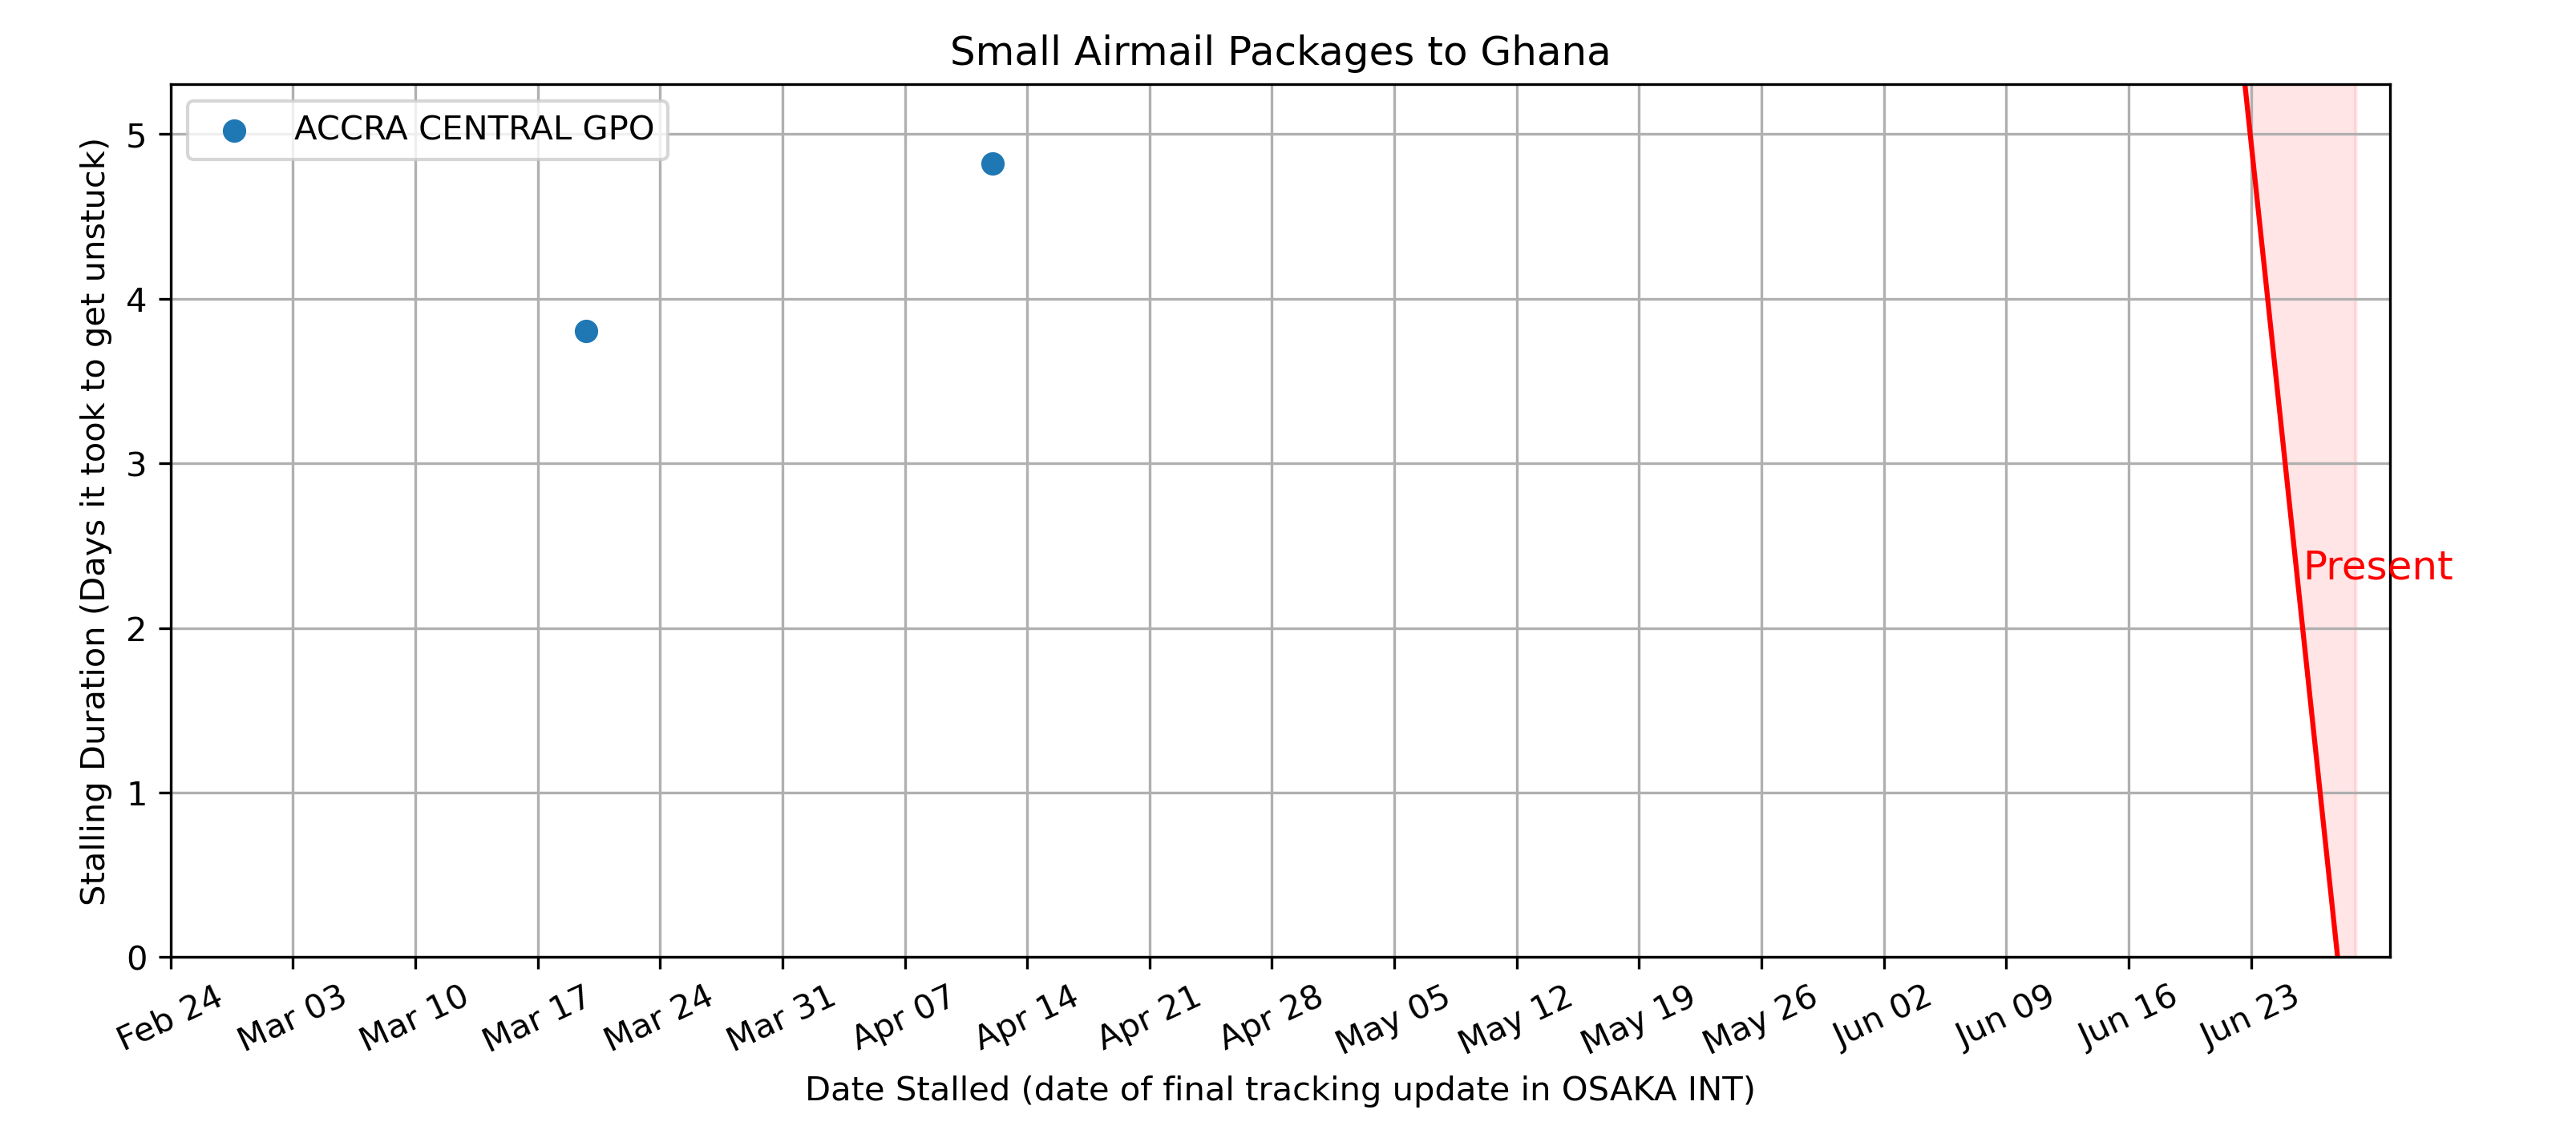 Small Airmail Packages to Ghana
ACCRA CENTRAL GPO
Stalling Duration (Days it took to get unstuck)
5
4
3
2
1
0
Present
Feb 24
Mar 03
Mar 10
Mar 17
Mar 24
Mar 31
Apr 07
Apr 14
Apr 21
Apr 28
May 05
May 12
May 19
May 26
Jun 02
Jun 09
Jun 16
Jun 23
Date Stalled (date of final tracking update in OSAKA INT)